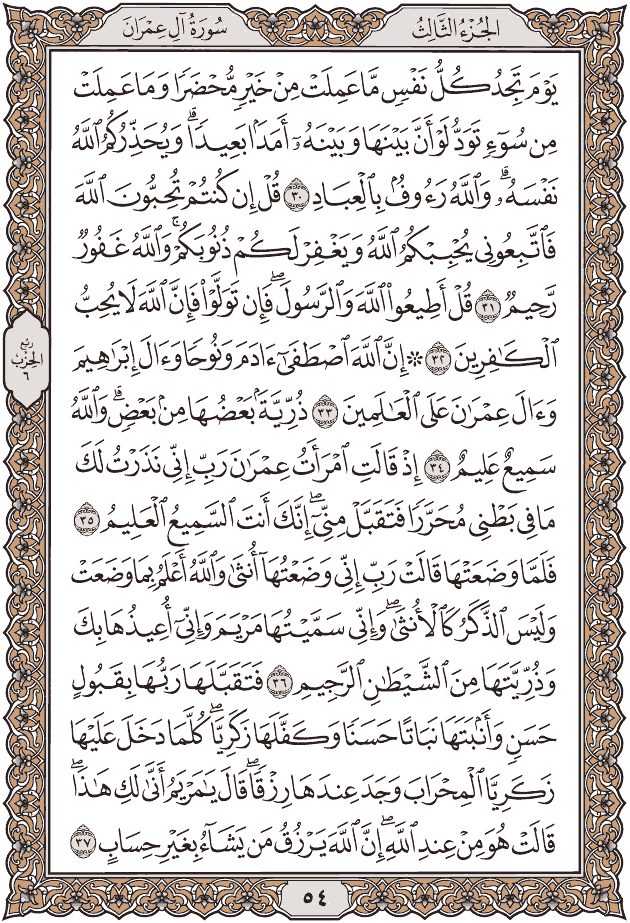 الجُزْءُ الثَّالِثُ
سُورَةُ آلِ عِمْرَانَ
يَوْمَ تَجِدُ كُلُّ نَفْسٍ مَّا عَمِلَتْ مِنْ خَيْرٍ مُّحْضَرًا وَمَا عَمِلَتْ
مِن سُوٓءٍ تَوَدُّ لَوْ أَنَّ بَيْنَهَا وَبَيْنَهُۥٓ أَمَدَۢا بَعِيدًاۗ وَيُحَذِّرُكُمُ ٱللَّهُ
نَفْسَهُۥۗ وَٱللَّهُ رَءُوفُۢ بِٱلْعِبَادِ ٣٠ قُلْ إِن كُنتُمْ تُحِبُّونَ ٱللَّهَ
فَٱتَّبِعُونِى يُحْبِبْكُمُ ٱللَّهُ وَيَغْفِرْ لَكُمْ ذُنُوبَكُمْۚ وَٱللَّهُ غَفُورٌ
رَّحِيمٌ ٣١ قُلْ أَطِيعُوا۟ ٱللَّهَ وَٱلرَّسُولَۖ فَإِن تَوَلَّوْا۟ فَإِنَّ ٱللَّهَ لَا يُحِبُّ
ٱلْكَٰفِرِينَ ٣٢ ۞ إِنَّ ٱللَّهَ ٱصْطَفَىٰٓ ءَادَمَ وَنُوحًا وَءَالَ إِبْرَٰهِيمَ
وَءَالَ عِمْرَٰنَ عَلَى ٱلْعَٰلَمِينَ ٣٣ ذُرِّيَّةَۢ بَعْضُهَا مِنۢ بَعْضٍۗ وَٱللَّهُ
سَمِيعٌ عَلِيمٌ ٣٤ إِذْ قَالَتِ ٱمْرَأَتُ عِمْرَٰنَ رَبِّ إِنِّى نَذَرْتُ لَكَ
مَا فِى بَطْنِى مُحَرَّرًا فَتَقَبَّلْ مِنِّىٓۖ إِنَّكَ أَنتَ ٱلسَّمِيعُ ٱلْعَلِيمُ ٣٥
فَلَمَّا وَضَعَتْهَا قَالَتْ رَبِّ إِنِّى وَضَعْتُهَآ أُنثَىٰ وَٱللَّهُ أَعْلَمُ بِمَا وَضَعَتْ
وَلَيْسَ ٱلذَّكَرُ كَٱلْأُنثَىٰۖ وَإِنِّى سَمَّيْتُهَا مَرْيَمَ وَإِنِّىٓ أُعِيذُهَا بِكَ
وَذُرِّيَّتَهَا مِنَ ٱلشَّيْطَٰنِ ٱلرَّجِيمِ ٣٦ فَتَقَبَّلَهَا رَبُّهَا بِقَبُولٍ
حَسَنٍ وَأَنۢبَتَهَا نَبَاتًا حَسَنًا وَكَفَّلَهَا زَكَرِيَّاۖ كُلَّمَا دَخَلَ عَلَيْهَا
زَكَرِيَّا ٱلْمِحْرَابَ وَجَدَ عِندَهَا رِزْقًاۖ قَالَ يَٰمَرْيَمُ أَنَّىٰ لَكِ هَٰذَاۖ
قَالَتْ هُوَ مِنْ عِندِ ٱللَّهِۖ إِنَّ ٱللَّهَ يَرْزُقُ مَن يَشَآءُ بِغَيْرِ حِسَابٍ ٣٧
ربع
الحِزْب
٦
٥٤